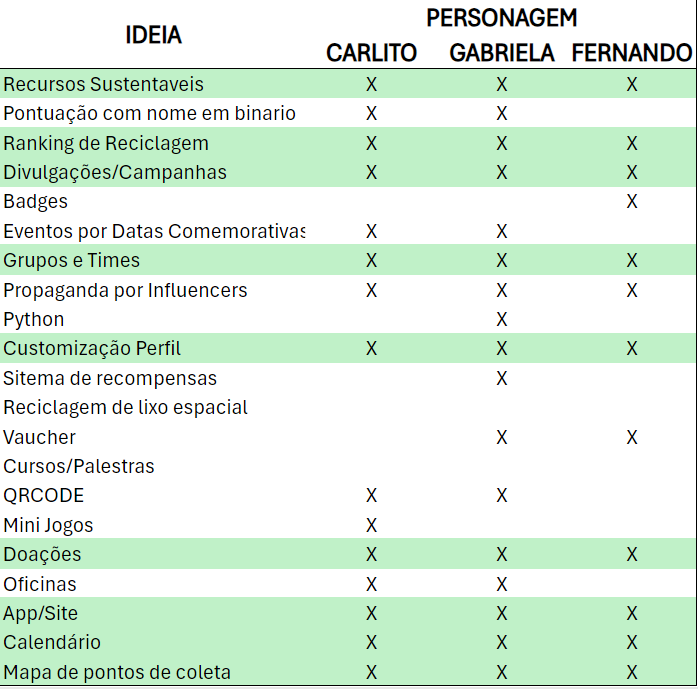 IDEIA
PERSONAGEM
CARLITO GABRIELA FERNANDO
Recursos Sustentaveis X X X
Pontuação com nome em binario X X
Ranking de Reciclagem X X X
Divulgações/Campanhas X X X
Badges X
Eventos por Datas Comemorativas X X
Grupos e Times X X X
Propaganda por Influencers X X X
Python X
Customização Perfil X X X
Sitema de recompensas X
Reciclagem de lixo espacial
Vaucher X X
Cursos/Palestras
QRCODE X X
Mini Jogos X
Doações X X X
Oficinas X X
App/Site X X X
Calendário X X X
Mapa de pontos de coleta X X X